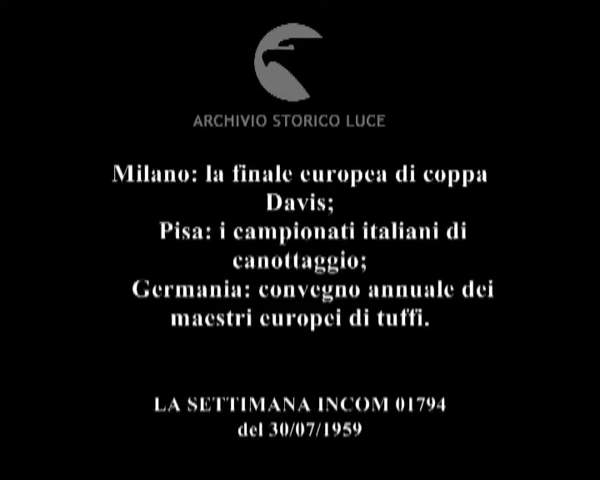 ARCHIVIO STORICO LUCE
Milano: la finale europea di coppa
Davis;
Pisa: i campionati italiani di
canottaggio;
Germania: convegno annuale dei
maestri europei di tuffi.
LA SETTIMANA INCOM 01794
del 30/07/1959